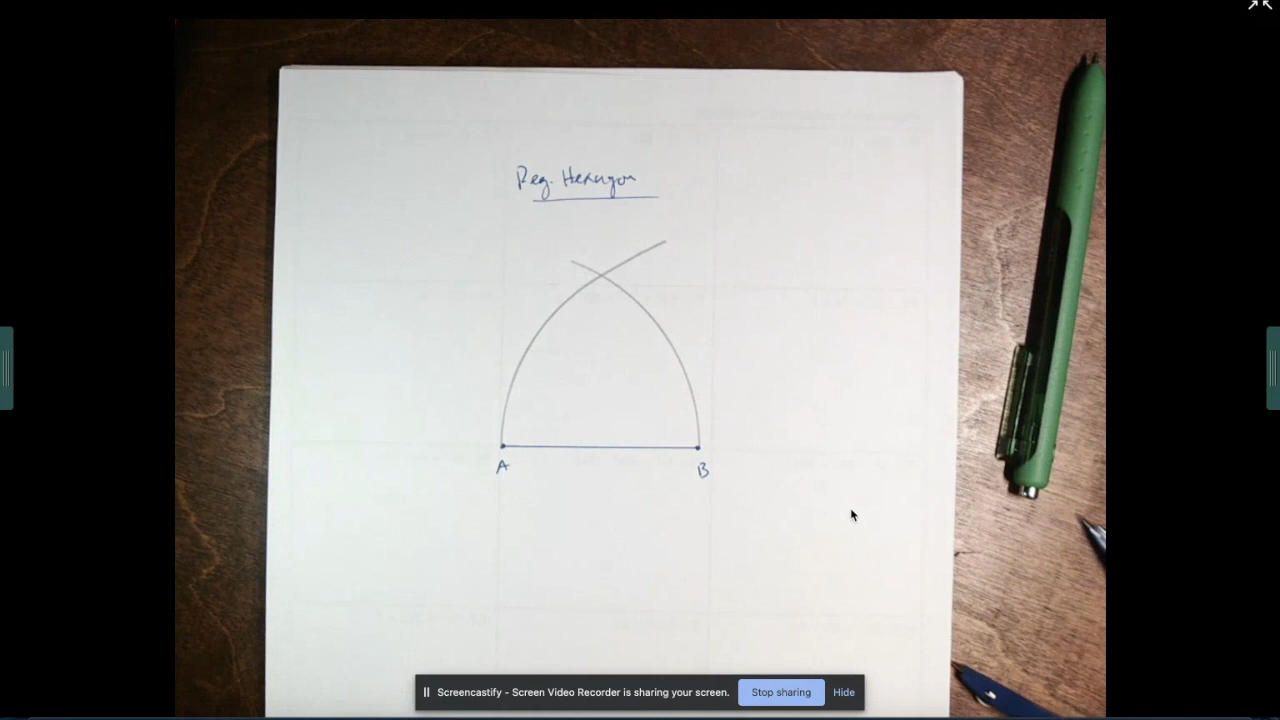 Reg. Hexagon
A
B
Screencastify - Screen Video Recorder is sharing your screen. Stop sharing Hide